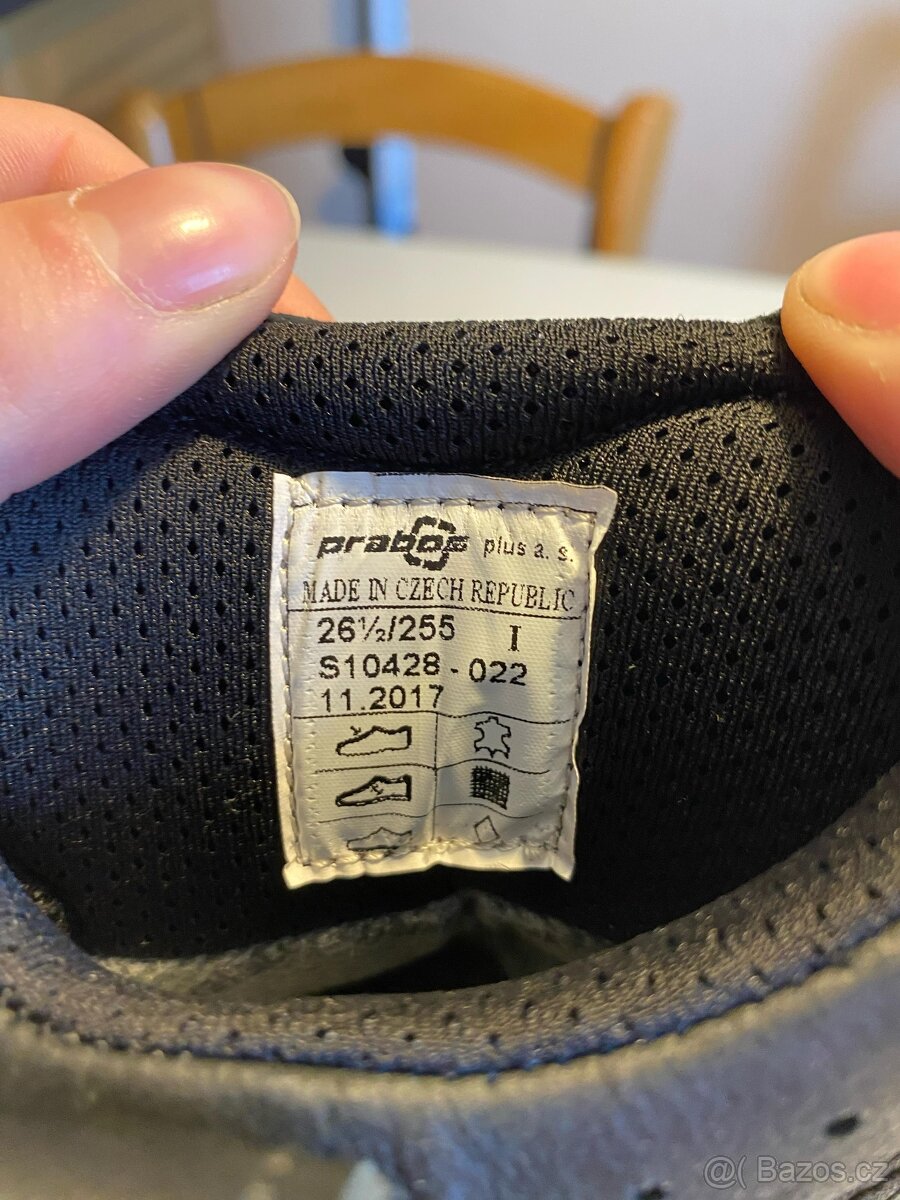 prabos plus a. s.
MADE IN CZECH REPUBLIC
26½/255 I
S10428-022
11.2017
@( Bazos.cz